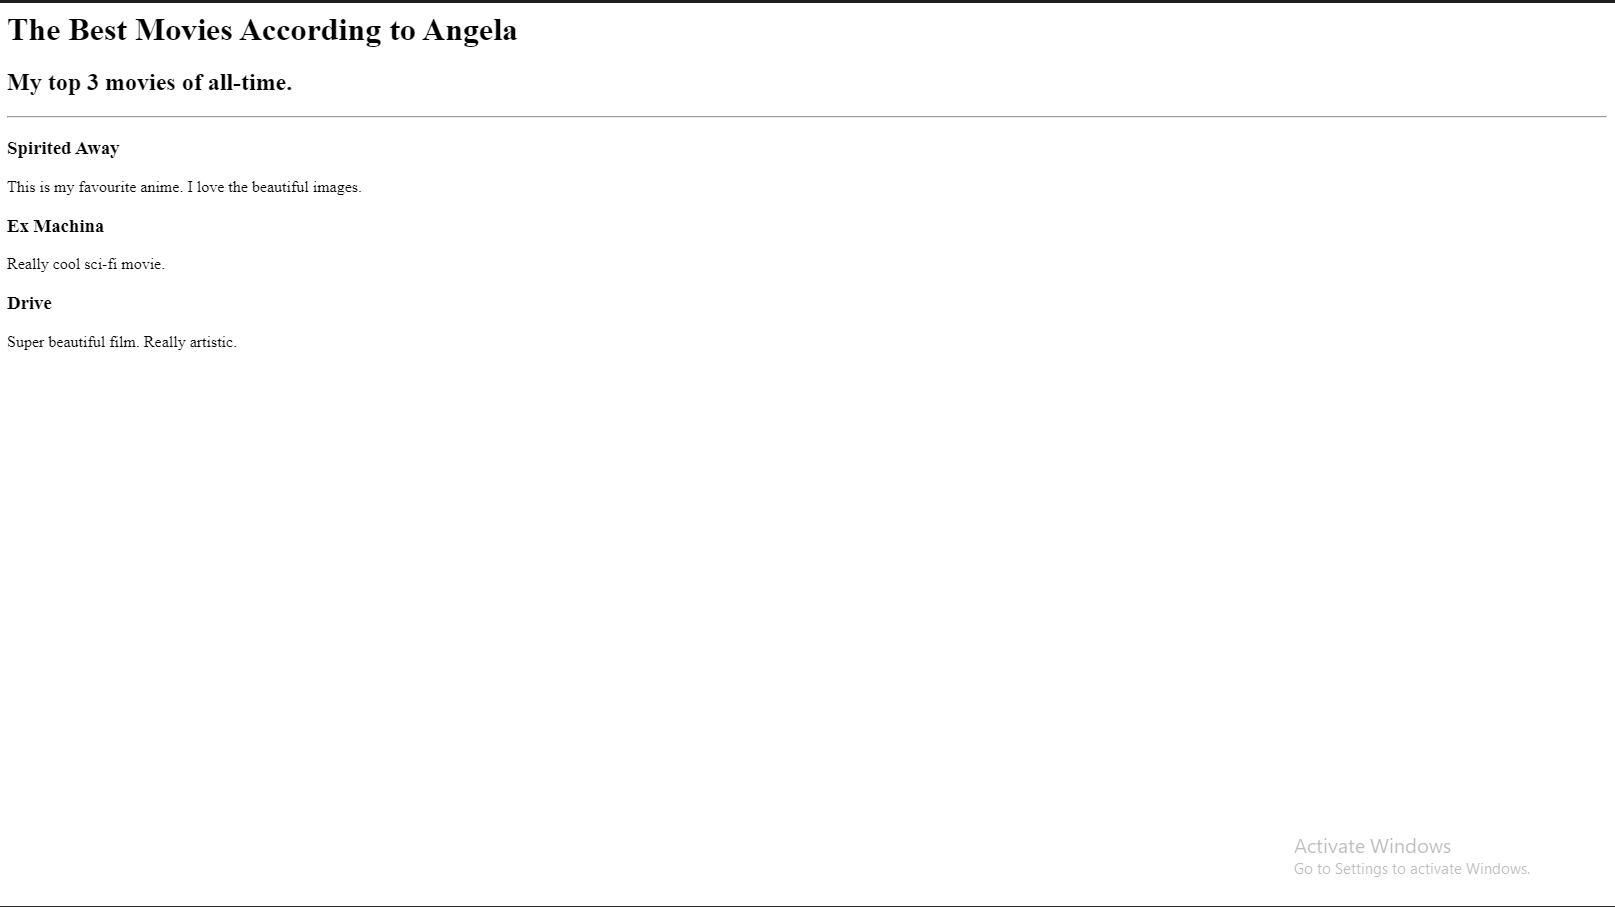 The Best Movies According to Angela
My top 3 movies of all-time.
Spirited Away
This is my favourite anime. I love the beautiful images.
Ex Machina
Really cool sci-fi movie.
Drive
Super beautiful film. Really artistic.
Activate Windows
Go to Settings to activate Windows.